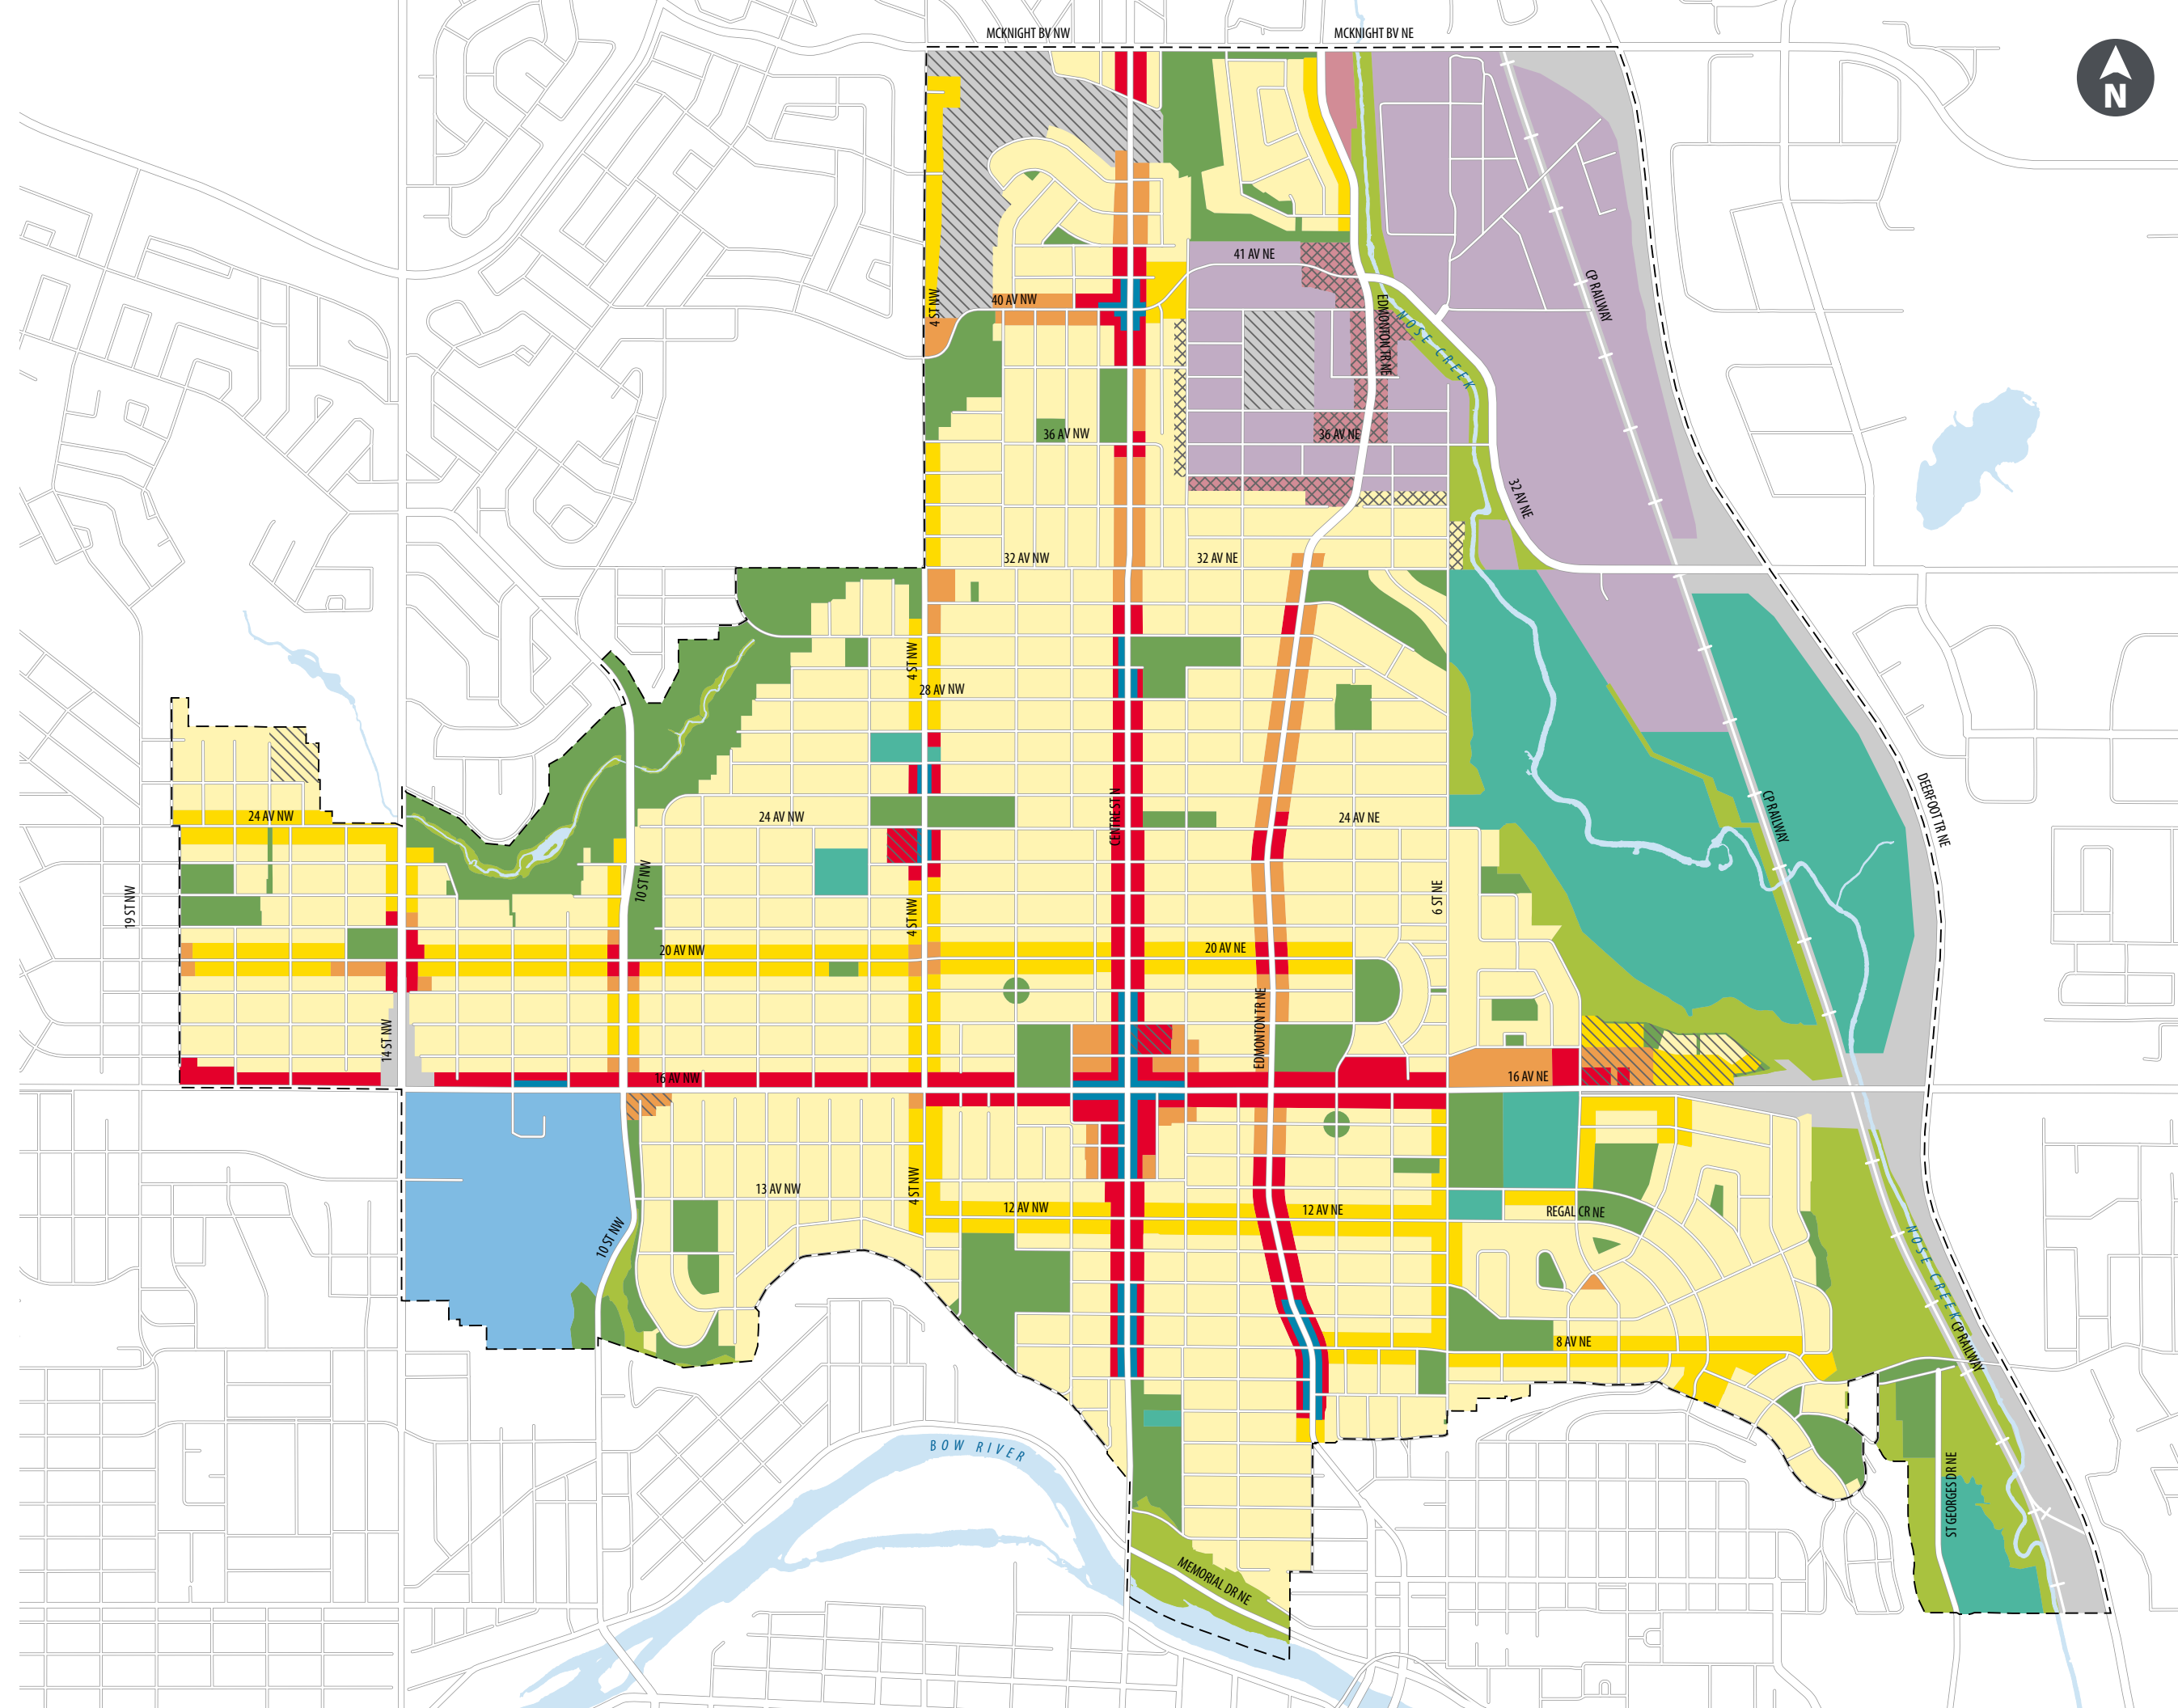 MCKNIGHT BV NW
MCKNIGHT BV NE
N
41 AV NE
CP RAILWAY
4 ST NW
40 AV NW
EDMONTON TR NE
NOSE CREEK
36 AV NW
36 AV NE
32 AV NE
32 AV NW
32 AV NE
4 ST NW
28 AV NW
CENTRE ST N
CP RAILWAY
DEERFOOT TR NE
24 AV NW
24 AV NW
24 AV NE
19 ST NW
10 ST NW
4 ST NW
6 ST NE
20 AV NW
20 AV NE
14 ST NW
EDMONTON TR NE
16 AV NW
16 AV NE
13 AV NW
4 ST NW
12 AV NW
12 AV NE
REGAL CR NE
10 ST NW
NOSE CREEK
8 AV NE
CP RAILWAY
BOW RIVER
ST GEORGES DR NE
MEMORIAL DR NE